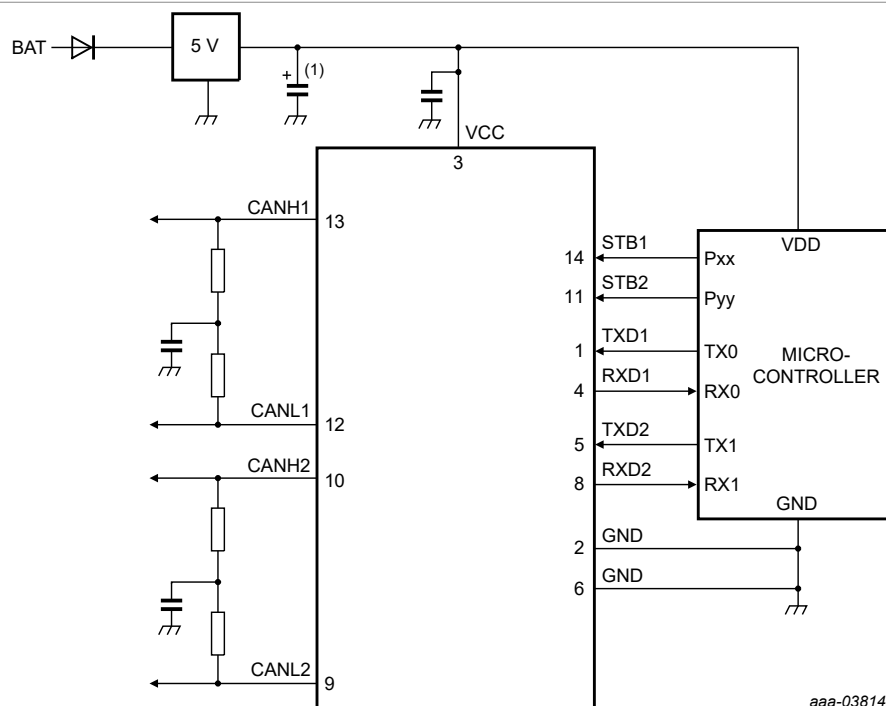 BAT
5 V
+
(1)
VCC
3
CANH1
13
CANL1
12
CANH2
10
CANL2
9
14
STB1
Pxx
11
STB2
Pyy
1
TXD1
TX0
4
RXD1
RX0
5
TXD2
TX1
8
RXD2
RX1
2
GND
6
GND
VDD
MICRO-
CONTROLLER
GND
aaa-03814